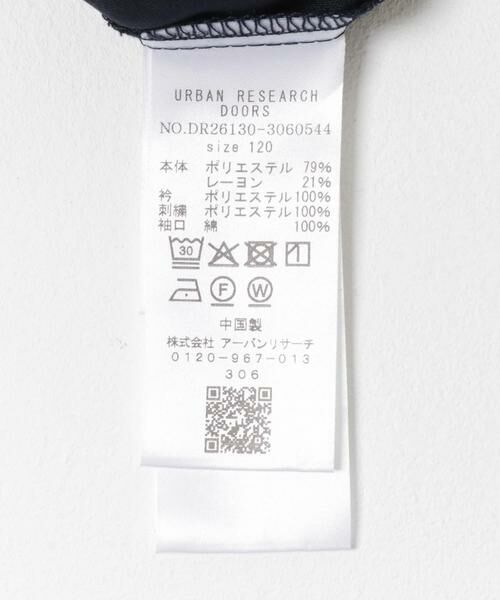 URBAN RESEARCH
DOORS
NO.DR26130-3060544
size 120
本体 ポリエステル 79%
レーヨン 21%
衿 ポリエステル100%
刺繍 ポリエステル100%
袖口 綿 100%
30
F W
中国製
株式会社 アーバンリサーチ
0120-967-013
306